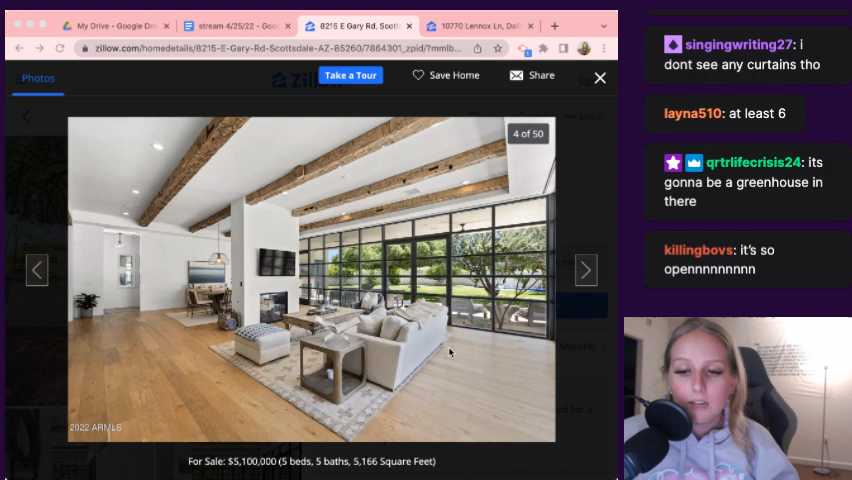 My Drive - Google Dri
stream 4/25/22 - Goo
8215 E Gary Rd, Scotts
10770 Lennox Ln, Dall
zillow.com/homedetails/8215-E-Gary-Rd-Scottsdale-AZ-85260/7864301_zpid/?mmlb...
Photos
Take a Tour
Save Home
Share
4 of 50
2022 ARMLS
For Sale: $5,100,000 (5 beds, 5 baths, 5,166 Square Feet)
singingwriting27: i
dont see any curtains tho
layna510: at least 6
qrtrlifecrisis24: its
gonna be a greenhouse in
there
killingbovs: it's so
opennnnnnnnn